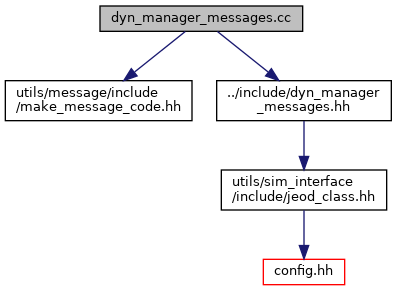 dyn_manager_messages.cc
utils/message/include
/make_message_code.hh
../include/dyn_manager
_messages.hh
utils/sim_interface
/include/jeod_class.hh
config.hh